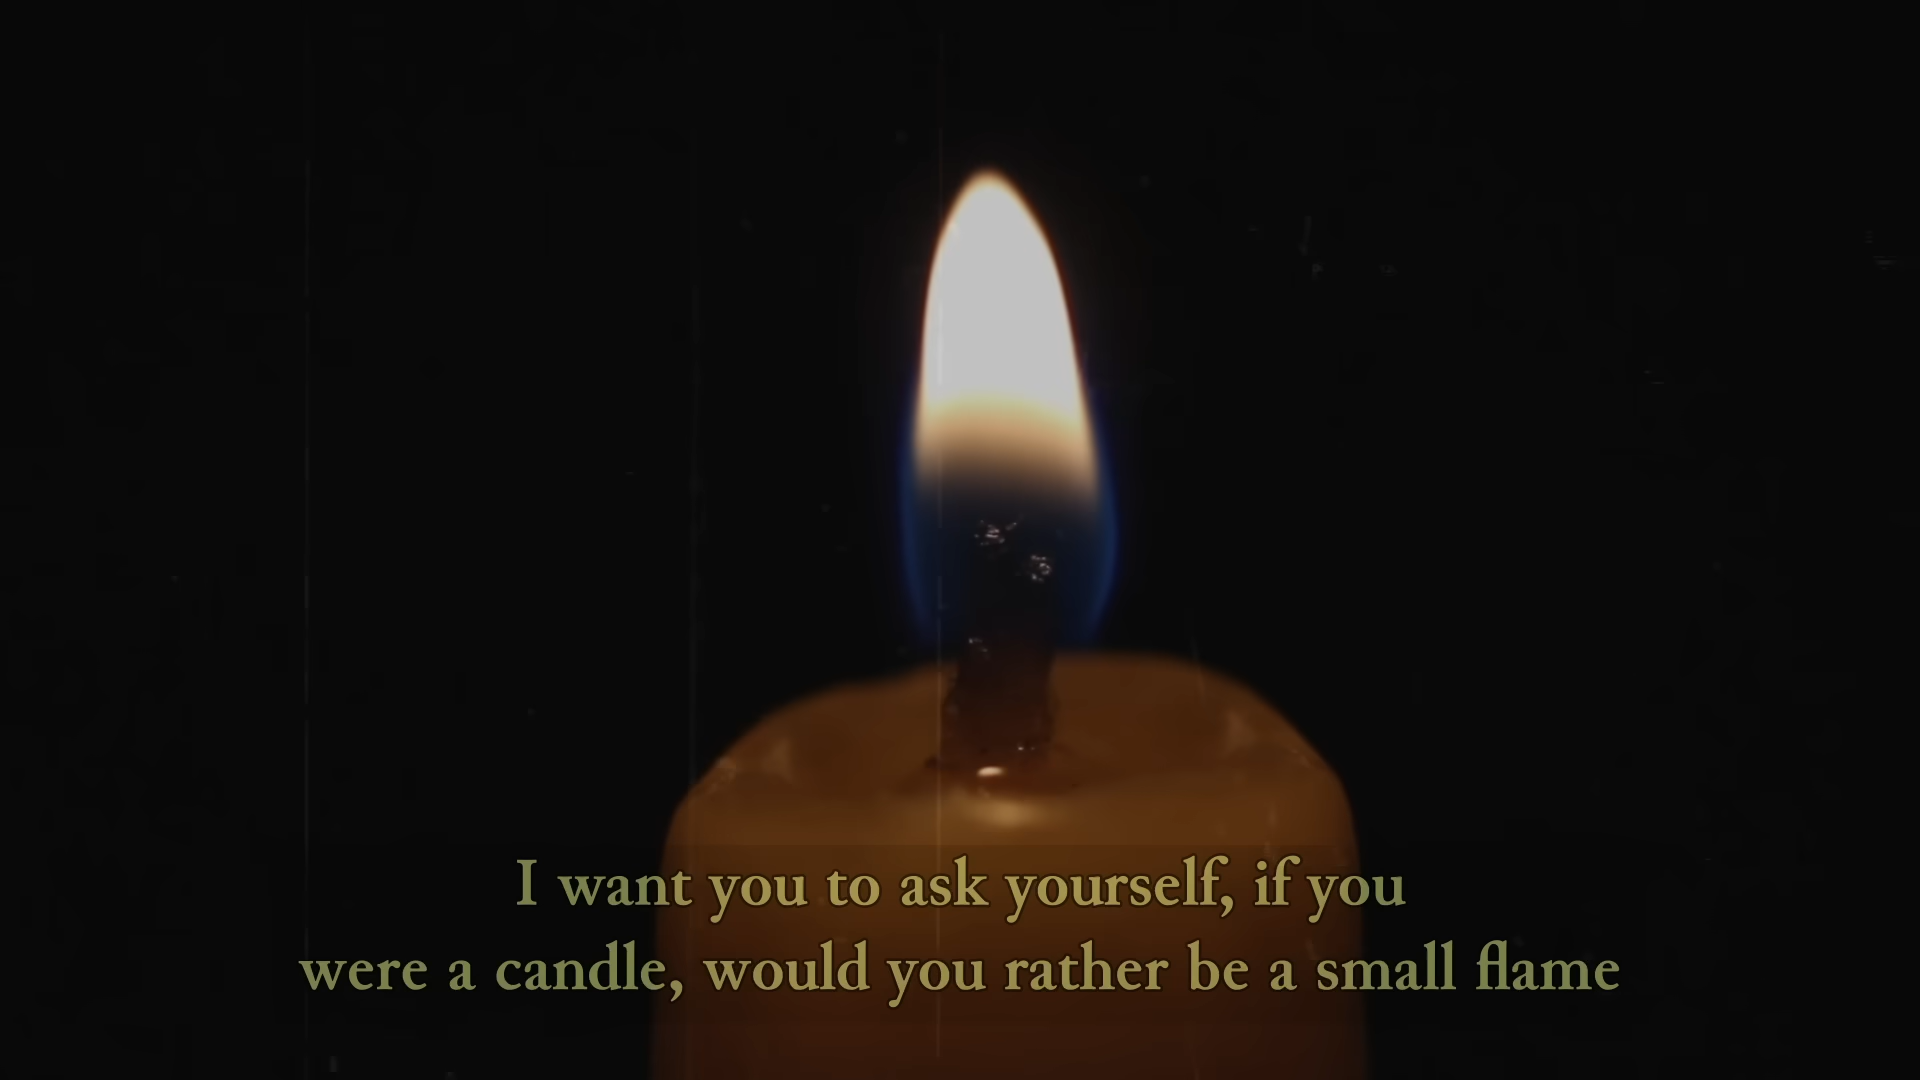 I want you to ask yourself, if you
were a candle, would you rather be a small flame